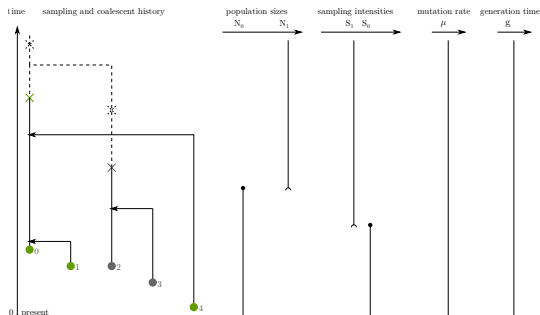 time sampling and coalescent history population sizes sampling intensities mutation rate generation time
N₀ N₁ S₁ S₀ μ g
0
1
2
3
4
0 present